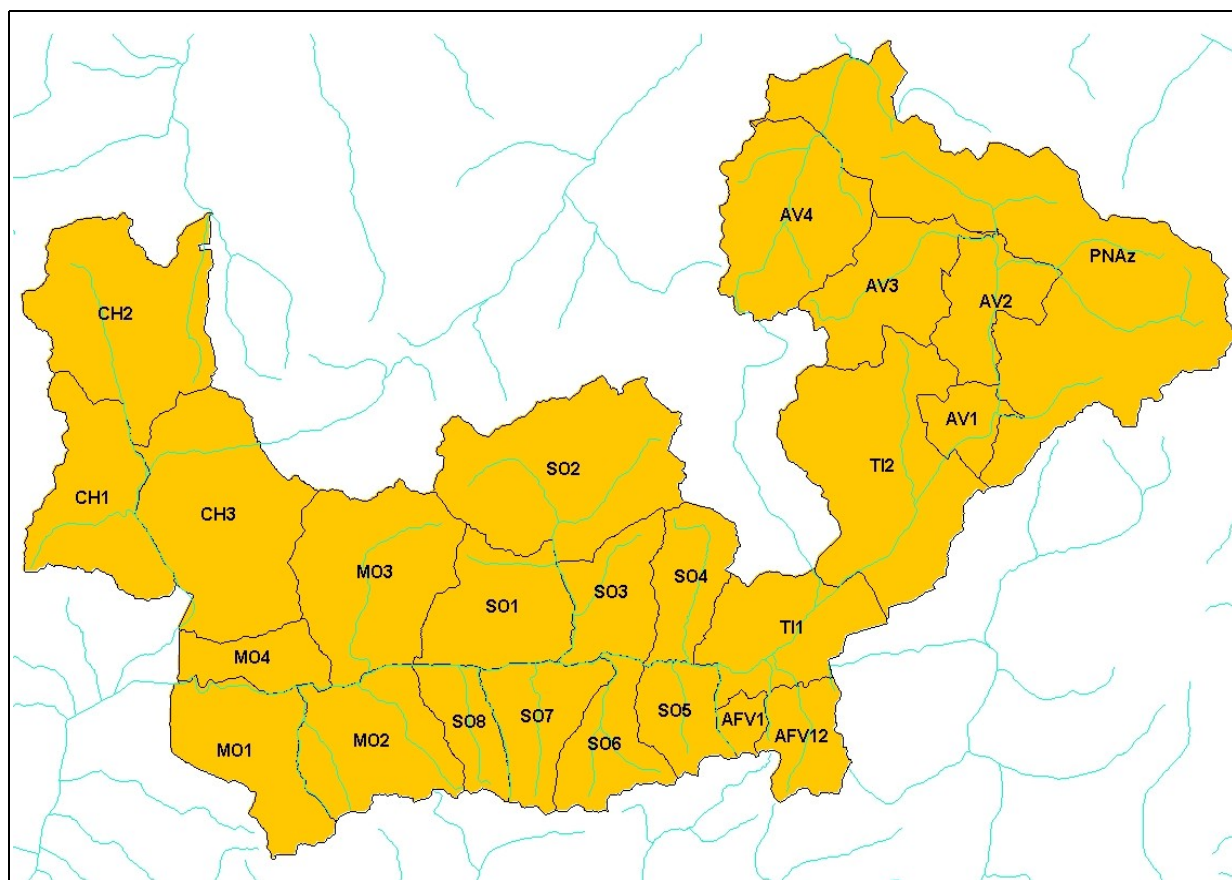 AV4
PNAz
AV3
AV2
CH2
AV1
SO2
TI2
CH1
CH3
MO3
SO4
SO3
SO1
TI1
MO4
SO5
AFV1
SO8
SO7
AFV12
MO2
SO6
MO1